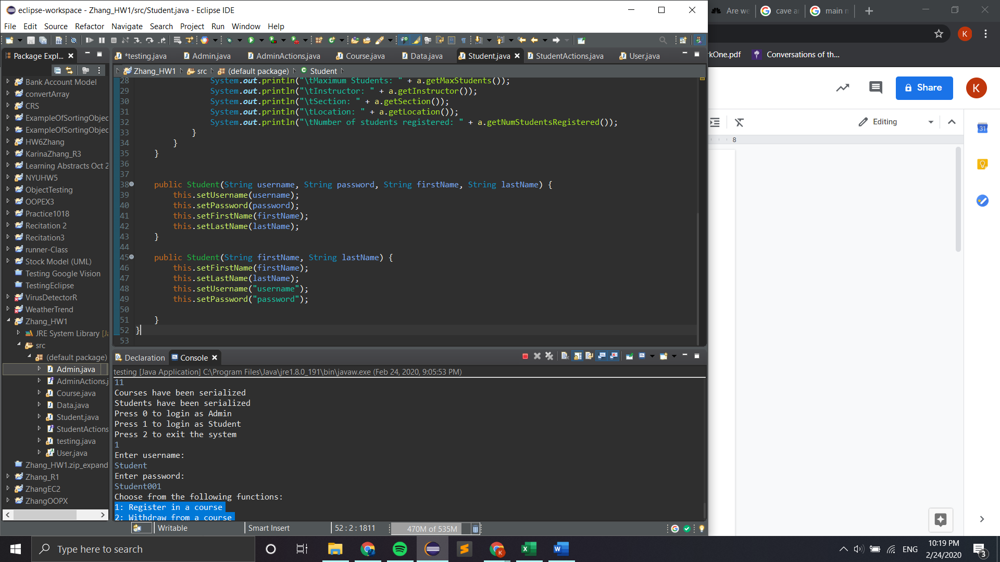 eclipse-workspace - Zhang_HW1/src/Student.java - Eclipse IDE
File Edit Source Refactor Navigate Search Project Run Window Help
Package Expl...
*testing.java Admin.java AdminActions.java Course.java Data.java Student.java StudentActions.java User.java
Zhang_HW1 src (default package) Student
Bank Account Model
convertArray
CRS
ExampleOfSortingObjec
ExampleOfSortingObjec
HW6Zhang
KarinaZhang_R3
Learning Abstracts Oct 2
NYUHW5
ObjectTesting
OOPEX3
Practice1018
Recitation 2
Recitation3
runner-Class
Stock Model (UML)
Testing Google Vision
TestingEclipse
VirusDetectorR
WeatherTrend
Zhang_HW1
JRE System Library [Ja
src
(default package)
Admin.java
AdminActions.j
Course.java
Data.java
Student.java
StudentActions
testing.java
User.java
Zhang_HW1.zip_expand
Zhang_R1
ZhangEC2
ZhangOOPX
28 System.out.println("\tMaximum Students: " + a.getMaxStudents());
29 System.out.println("\tInstructor: " + a.getInstructor());
30 System.out.println("\tSection: " + a.getSection());
31 System.out.println("\tLocation: " + a.getLocation());
32 System.out.println("\tNumber of students registered: " + a.getNumStudentsRegistered());
33 }
34 }
35 }
36
37
38 public Student(String username, String password, String firstName, String lastName) {
39 this.setUsername(username);
40 this.setPassword(password);
41 this.setFirstName(firstName);
42 this.setLastName(lastName);
43 }
44
45 public Student(String firstName, String lastName) {
46 this.setFirstName(firstName);
47 this.setLastName(lastName);
48 this.setUsername("username");
49 this.setPassword("password");
50
51 }
52 }
53
Declaration Console
testing [Java Application] C:\Program Files\Java\jre1.8.0_191\bin\javaw.exe (Feb 24, 2020, 9:05:53 PM)
11
Courses have been serialized
Students have been serialized
Press 0 to login as Admin
Press 1 to login as Student
Press 2 to exit the system
1
Enter username:
Student
Enter password:
Student001
Choose from the following functions:
1: Register in a course
2: Withdraw from a course
Writable Smart Insert 52 : 2 : 1811 470M of 535M
Are we cave a main
K
rkOne.pdf Conversations of th...
Share K
Editing
8
31
Type here to search
ENG
10:19 PM
2/24/2020
3